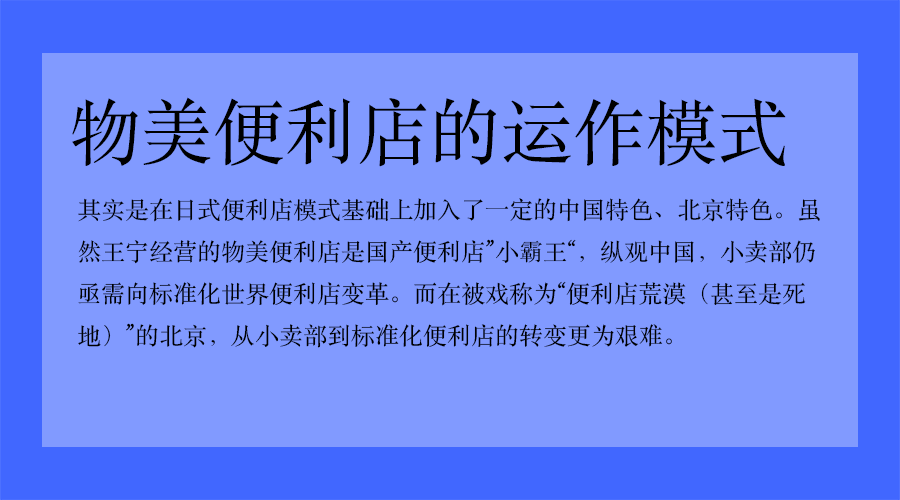 物美便利店的运作模式
其实是在日式便利店模式基础上加入了一定的中国特色、北京特色。虽
然王宁经营的物美便利店是国产便利店”小霸王“，纵观中国，小卖部仍
亟需向标准化世界便利店变革。而在被戏称为“便利店荒漠（甚至是死
地）”的北京，从小卖部到标准化便利店的转变更为艰难。